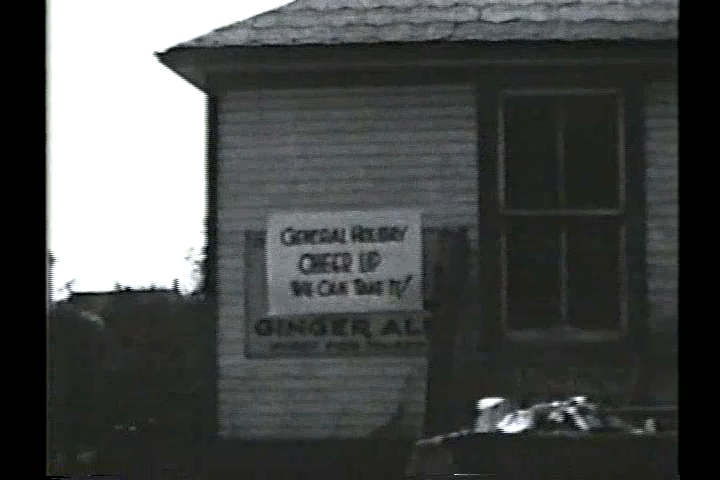 GENERAL HOLIDAY
CHEER UP
WE CAN TAKE IT!
GINGER AL